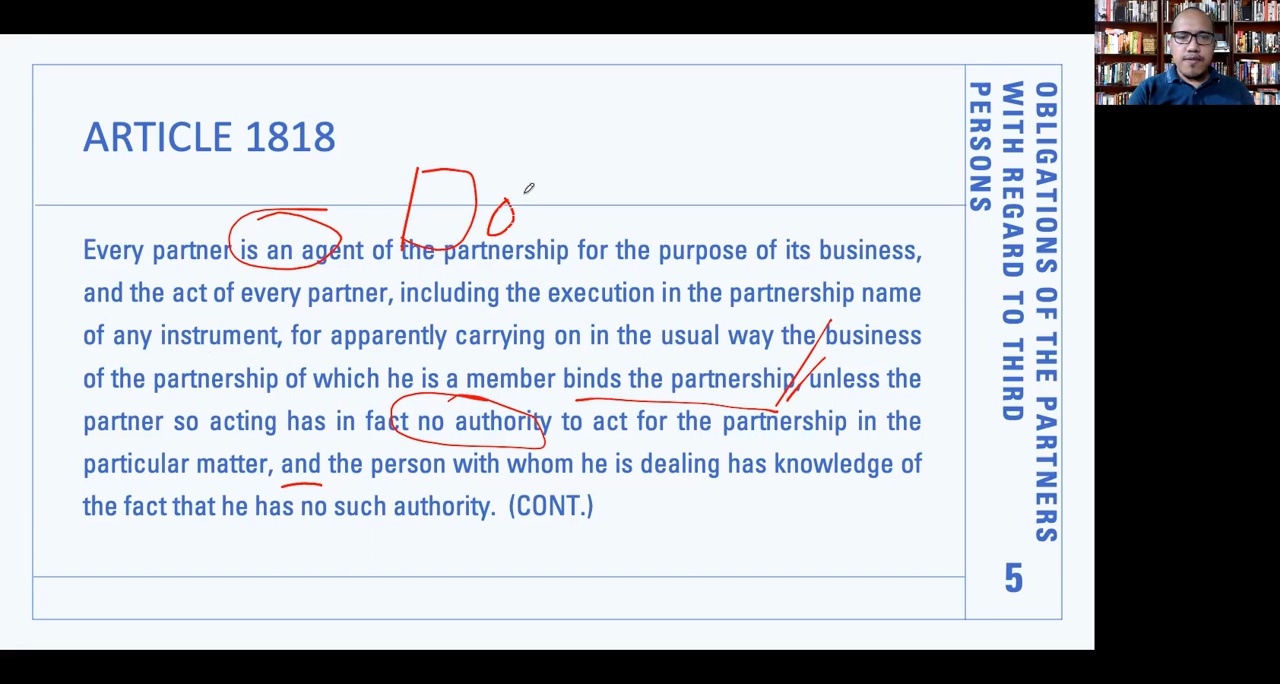 ARTICLE 1818
Do
Every partner is an agent of the partnership for the purpose of its business,
and the act of every partner, including the execution in the partnership name
of any instrument, for apparently carrying on in the usual way the business
of the partnership of which he is a member binds the partnership, unless the
partner so acting has in fact no authority to act for the partnership in the
particular matter, and the person with whom he is dealing has knowledge of
the fact that he has no such authority. (CONT.)
OBLIGATIONS OF THE PARTNERS
WITH REGARD TO THIRD
PERSONS
5